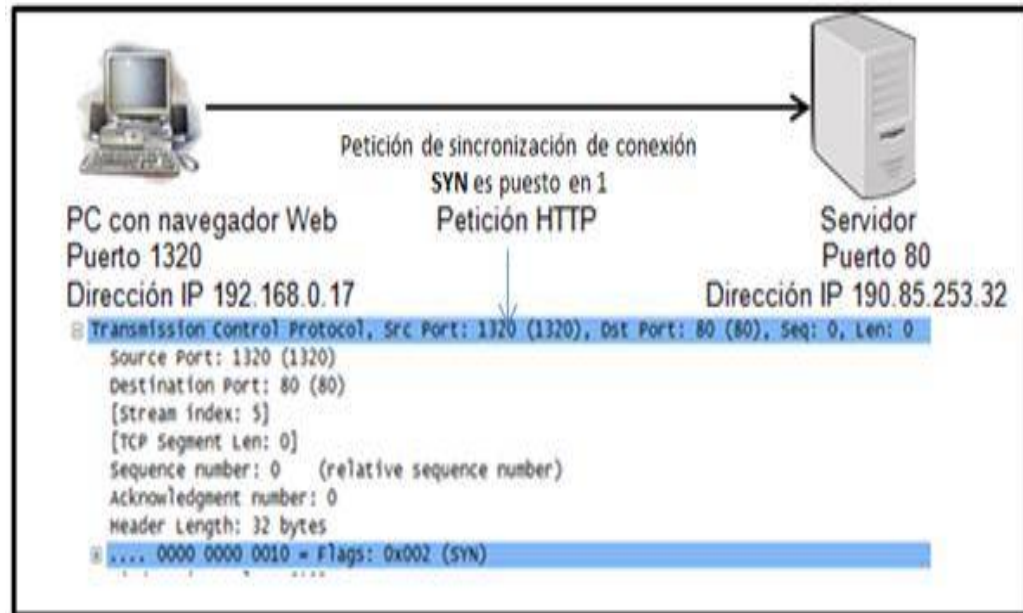 Petición de sincronización de conexión
SYN es puesto en 1
PC con navegador Web
Petición HTTP
Servidor
Puerto 1320
Puerto 80
Dirección IP 192.168.0.17
Dirección IP 190.85.253.32
Transmission Control Protocol, Src Port: 1320 (1320), Dst Port: 80 (80), Seq: 0, Len: 0
Source Port: 1320 (1320)
Destination Port: 80 (80)
[Stream index: 5]
[TCP Segment Len: 0]
Sequence number: 0 (relative sequence number)
Acknowledgment number: 0
Header Length: 32 bytes
.... 0000 0000 0010 = Flags: 0x002 (SYN)